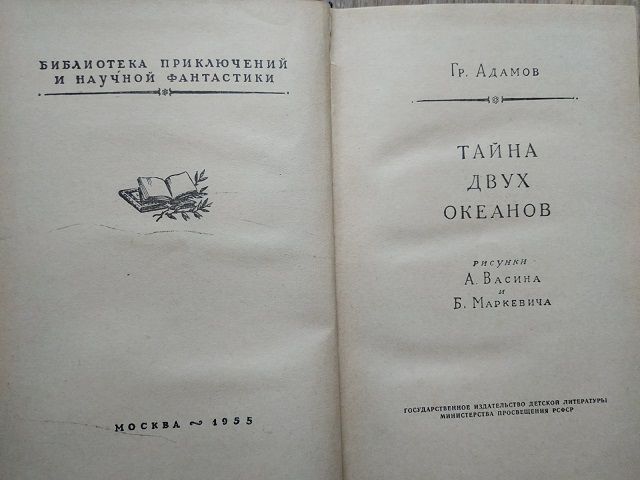 БИБЛИОТЕКА ПРИКЛЮЧЕНИЙ
И НАУЧНОЙ ФАНТАСТИКИ
МОСКВА ~ 1955
ГР. АДАМОВ
ТАЙНА
ДВУХ
ОКЕАНОВ
РИСУНКИ
А. ВАСИНА
И
Б. МАРКЕВИЧА
ГОСУДАРСТВЕННОЕ ИЗДАТЕЛЬСТВО ДЕТСКОЙ ЛИТЕРАТУРЫ
МИНИСТЕРСТВА ПРОСВЕЩЕНИЯ РСФСР